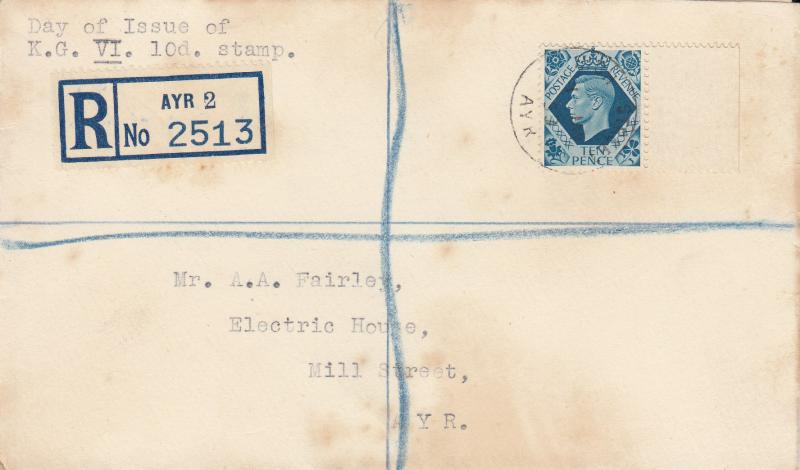 Day of Issue of
K.G. VI. 10d. stamp.
R
AYR 2
No 2513
POSTAGE REVENUE
TEN
PENCE
AYR
Mr. A.A. Fairley,
Electric House,
Mill Street,
AYR.